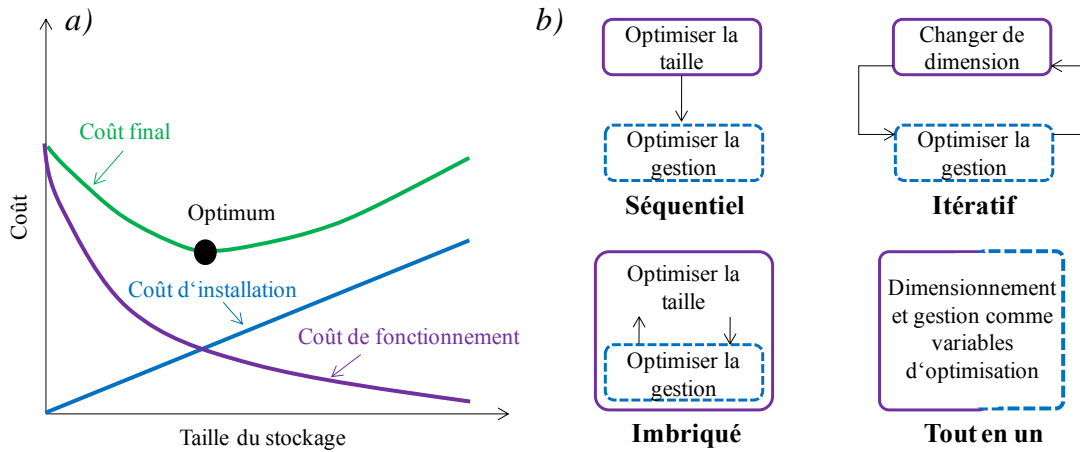 a)
Coût final
Optimum
Coût
Coût d‘installation
Coût de fonctionnement
Taille du stockage
b)
Optimiser la
taille
Optimiser la
gestion
Séquentiel
Changer de
dimension
Optimiser la
gestion
Itératif
Optimiser la
taille
Optimiser la
gestion
Imbriqué
Dimensionnement
et gestion comme
variables
d‘optimisation
Tout en un